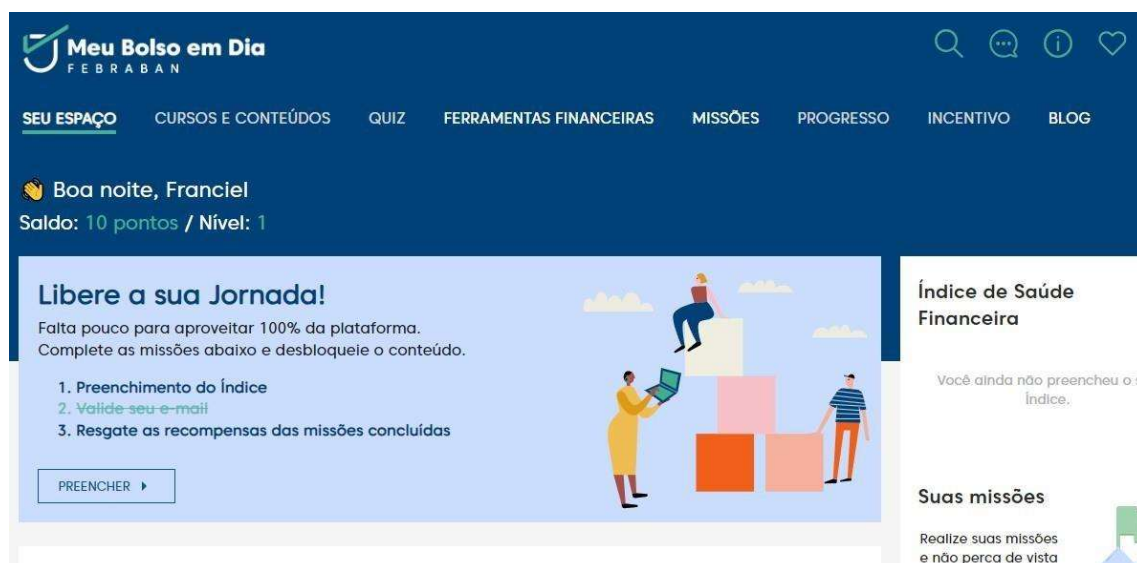 Meu Bolso em Dia
FEBRABAN
SEU ESPAÇO CURSOS E CONTEÚDOS QUIZ FERRAMENTAS FINANCEIRAS MISSÕES PROGRESSO INCENTIVO BLOG
👋 Boa noite, Franciel
Saldo: 10 pontos / Nível: 1
Libere a sua Jornada!
Falta pouco para aproveitar 100% da plataforma.
Complete as missões abaixo e desbloqueie o conteúdo.
1. Preenchimento do Índice
2. Valide seu e-mail
3. Resgate as recompensas das missões concluídas
PREENCHER
Índice de Saúde
Financeira
Você ainda não preencheu o
Índice.
Suas missões
Realize suas missões
e não perca de vista